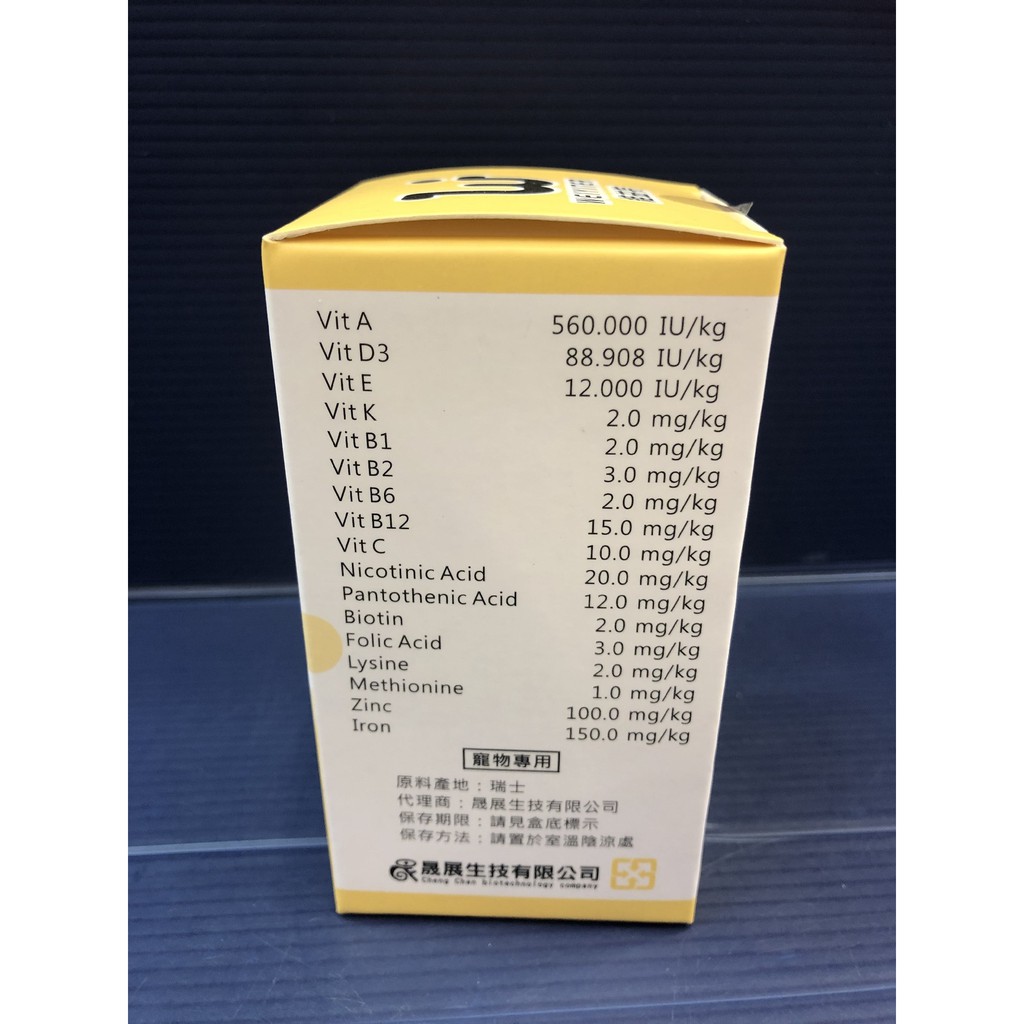 Vit A 560.000 IU/kg
Vit D3 88.908 IU/kg
Vit E 12.000 IU/kg
Vit K 2.0 mg/kg
Vit B1 2.0 mg/kg
Vit B2 3.0 mg/kg
Vit B6 2.0 mg/kg
Vit B12 15.0 mg/kg
Vit C 10.0 mg/kg
Nicotinic Acid 20.0 mg/kg
Pantothenic Acid 12.0 mg/kg
Biotin 2.0 mg/kg
Folic Acid 3.0 mg/kg
Lysine 2.0 mg/kg
Methionine 1.0 mg/kg
Zinc 100.0 mg/kg
Iron 150.0 mg/kg
寵物專用
原料產地：瑞士
代理商：晟展生技有限公司
保存期限：請見盒底標示
保存方法：請置於室溫陰涼處
晟展生技有限公司
Cheng Chan biotechnology company